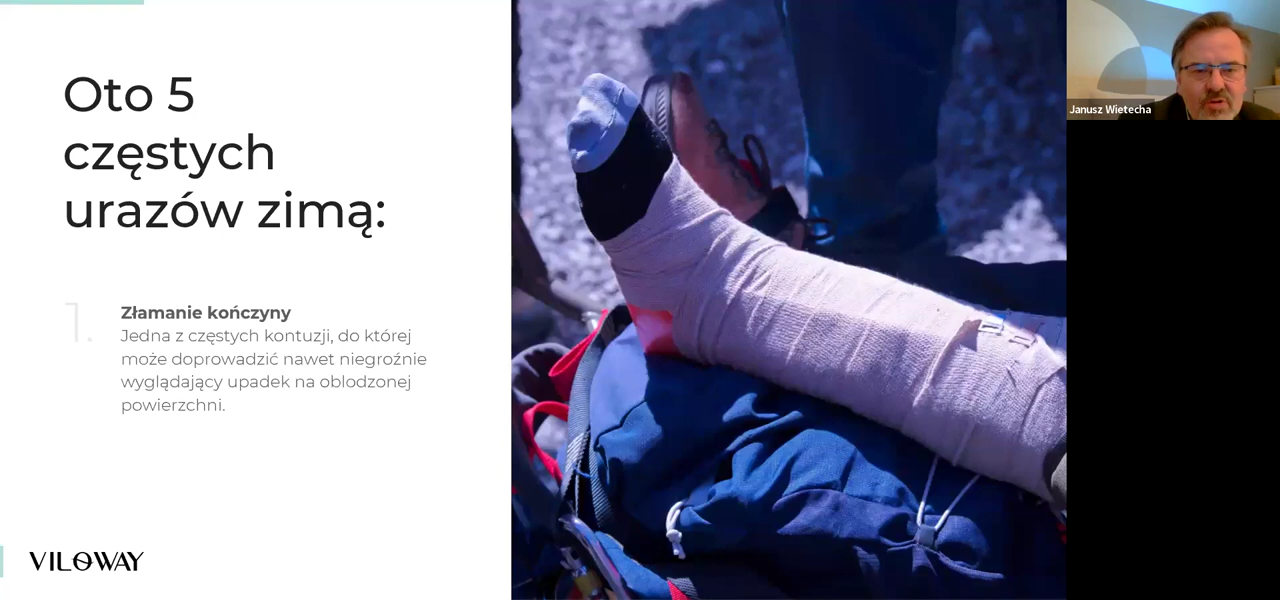 Oto 5
częstych
urazów zimą:
1.
Złamanie kończyny
Jedna z częstych kontuzji, do której
może doprowadzić nawet niegroźnie
wyglądający upadek na oblodzonej
powierzchni.
VILOWAY
Janusz Wietecha